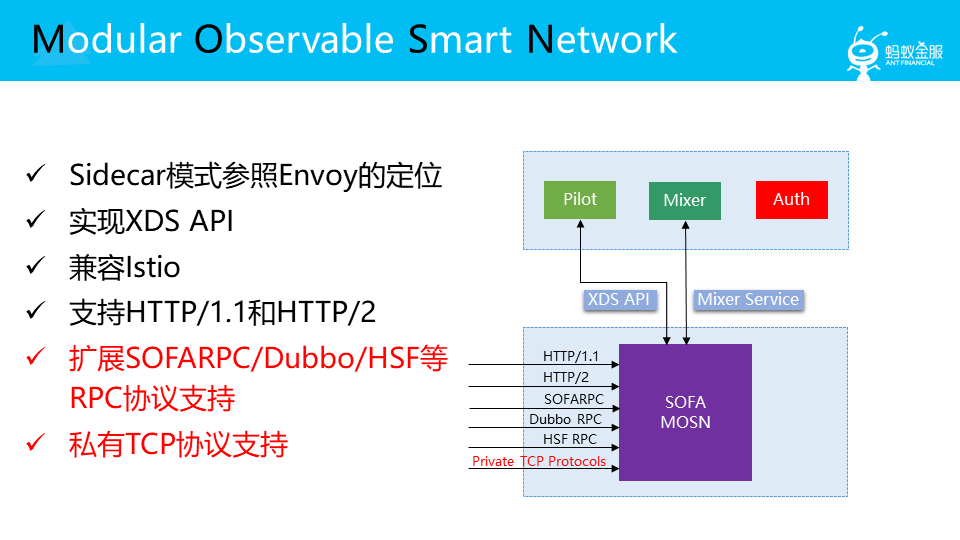 Modular Observable Smart Network
蚂蚁金服
ANT FINANCIAL
✓ Sidecar模式参照Envoy的定位
✓ 实现XDS API
✓ 兼容Istio
✓ 支持HTTP/1.1和HTTP/2
✓ 扩展SOFARPC/Dubbo/HSF等
RPC协议支持
✓ 私有TCP协议支持
Pilot
Mixer
Auth
XDS API
Mixer Service
HTTP/1.1
HTTP/2
SOFARPC
Dubbo RPC
HSF RPC
Private TCP Protocols
SOFA
MOSN